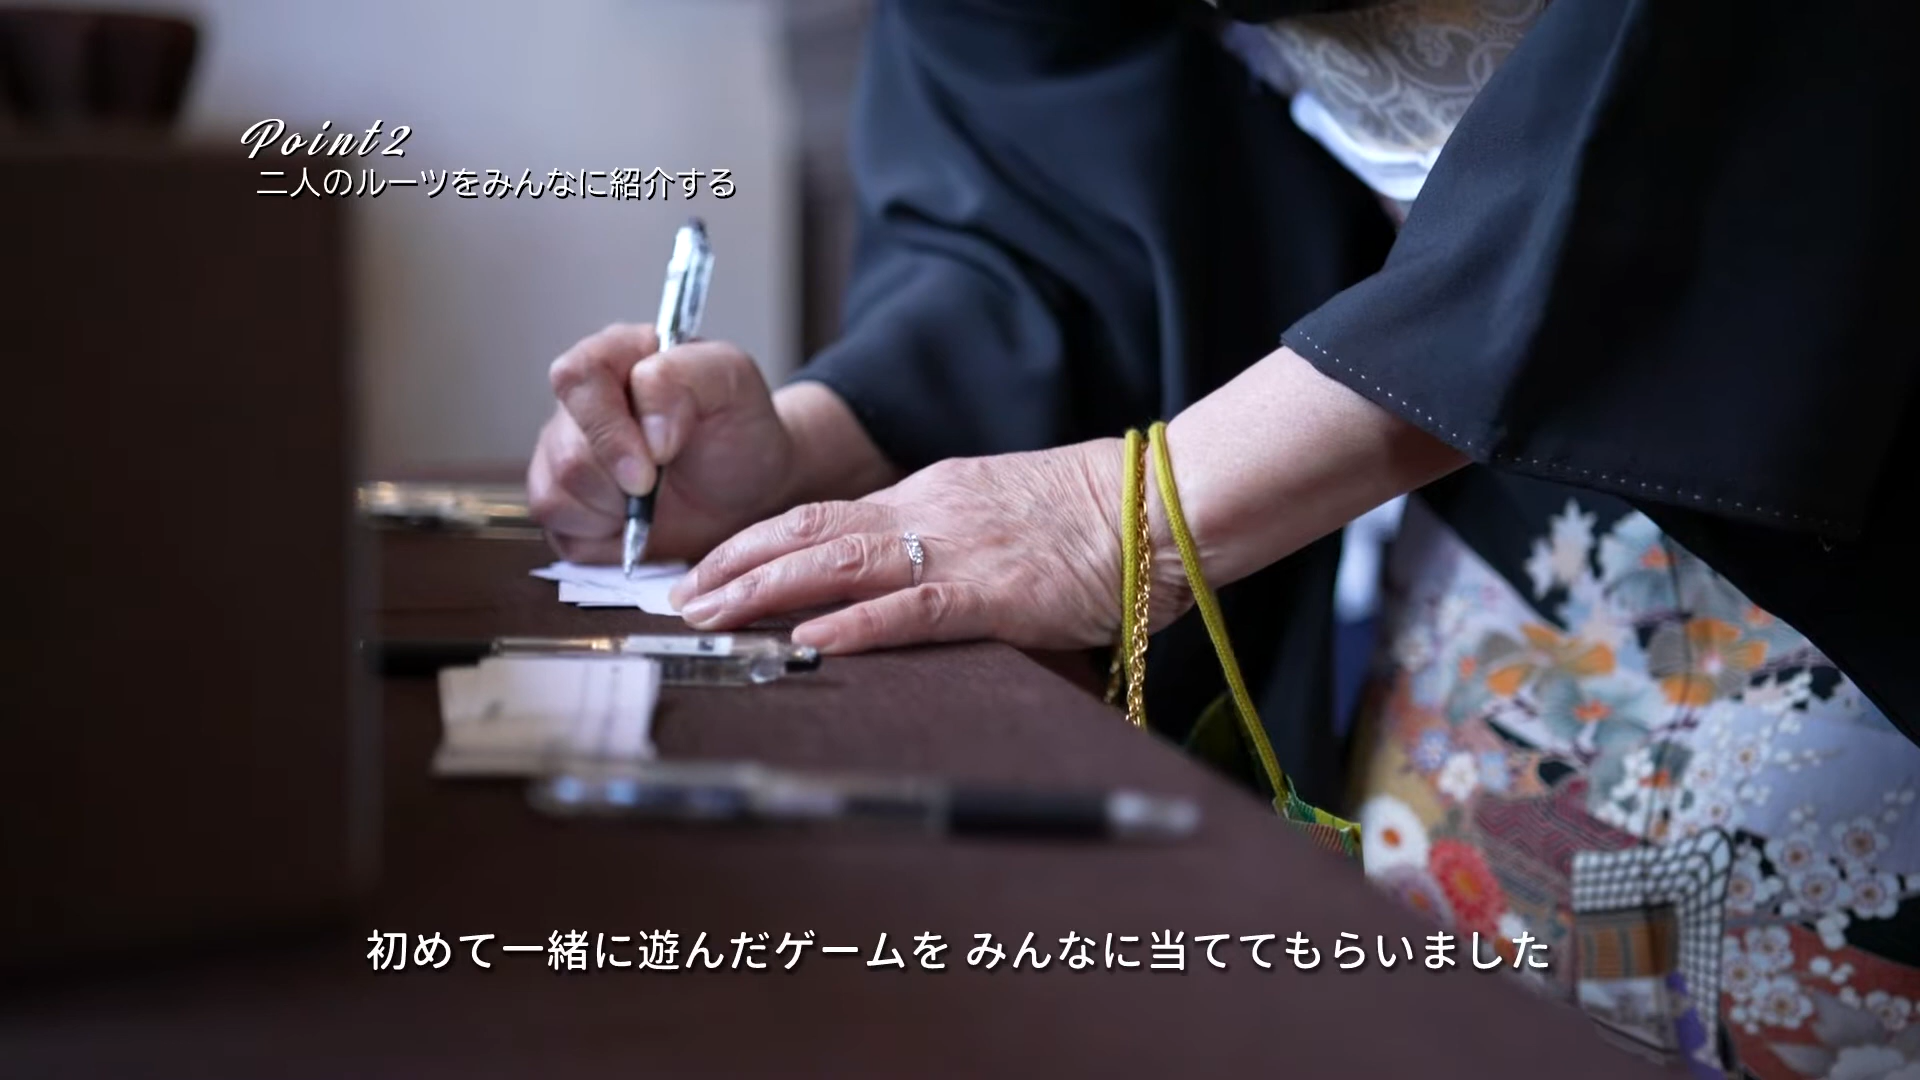 Point2
二人のルーツをみんなに紹介する
初めて一緒に遊んだゲームを みんなに当ててもらいました